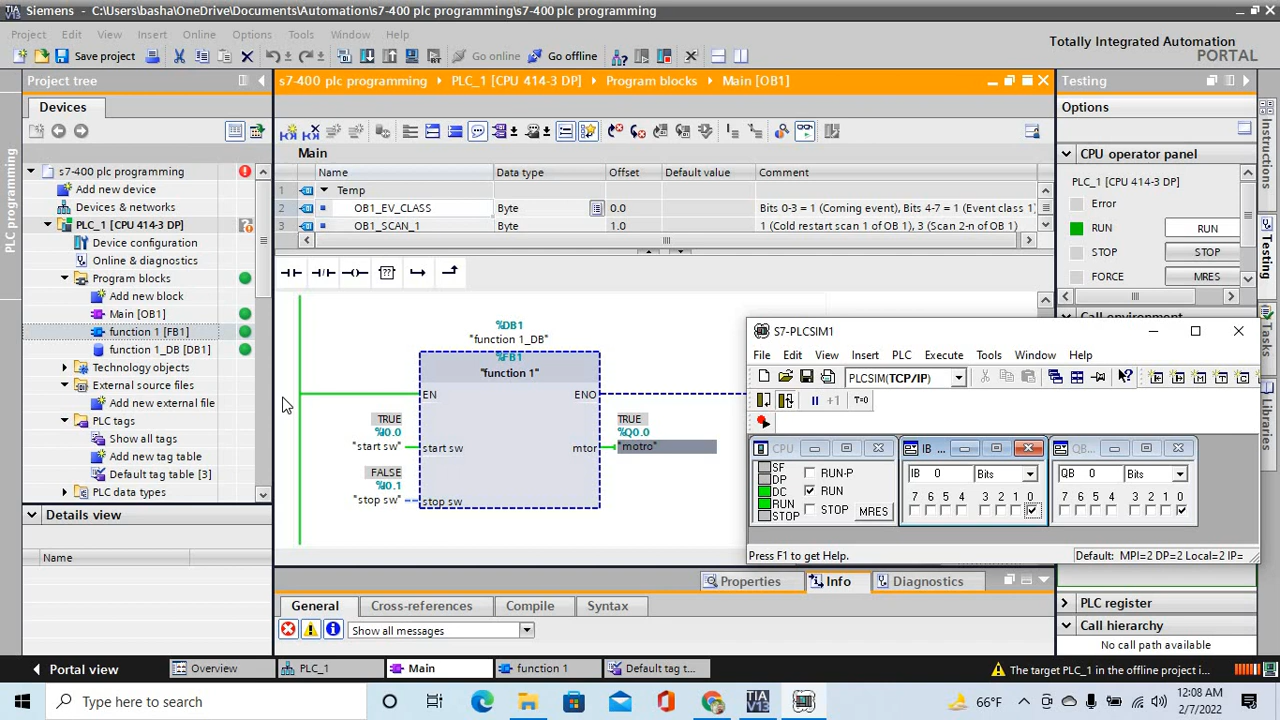 Siemens - C:\Users\basha\OneDrive\Documents\Automation\s7-400 plc programming\s7-400 plc programming
Project Edit View Insert Online Options Tools Window Help
Totally Integrated Automation
PORTAL
Save project
Go online
Go offline
Project tree
s7-400 plc programming PLC_1 [CPU 414-3 DP] Program blocks Main [OB1]
Testing
Devices
Options
PLC programming
s7-400 plc programming
Add new device
Devices & networks
PLC_1 [CPU 414-3 DP]
Device configuration
Online & diagnostics
Program blocks
Add new block
Main [OB1]
function 1 [FB1]
function 1_DB [DB1]
Technology objects
External source files
Add new external file
PLC tags
Show all tags
Add new tag table
Default tag table [3]
PLC data types
Details view
Name
Main
Name Data type Offset Default value Comment
1 Temp
2 OB1_EV_CLASS Byte 0.0 Bits 0-3 = 1 (Coming event), Bits 4-7 = 1 (Event class 1)
3 OB1_SCAN_1 Byte 1.0 1 (Cold restart scan 1 of OB 1), 3 (Scan 2-n of OB 1)
??
%DB1
"function 1_DB"
%FB1
"function 1"
EN ENO
TRUE
%I0.0
"start sw" start sw
FALSE
%I0.1
"stop sw" stop sw
TRUE
%Q0.0
mtor "motro"
CPU operator panel
PLC_1 [CPU 414-3 DP]
Error
RUN RUN
STOP STOP
FORCE MRES
Instructions
Testing
Tasks
Libraries
S7-PLCSIM1
File Edit View Insert PLC Execute Tools Window Help
PLCSIM(TCP/IP)
+1 T=0
CPU
SF
DP
DC
RUN
STOP
RUN-P
RUN
STOP MRES
IB ...
IB 0 Bits
7 6 5 4 3 2 1 0
QB...
QB 0 Bits
7 6 5 4 3 2 1 0
Press F1 to get Help.
Default: MPI=2 DP=2 Local=2 IP=
Properties Info Diagnostics
General Cross-references Compile Syntax
Show all messages
PLC register
Call hierarchy
No call path available
Portal view Overview PLC_1 Main function 1 Default tag t...
The target PLC_1 in the offline project i...
Type here to search
TIA
V13
66°F
12:08 AM
2/7/2022